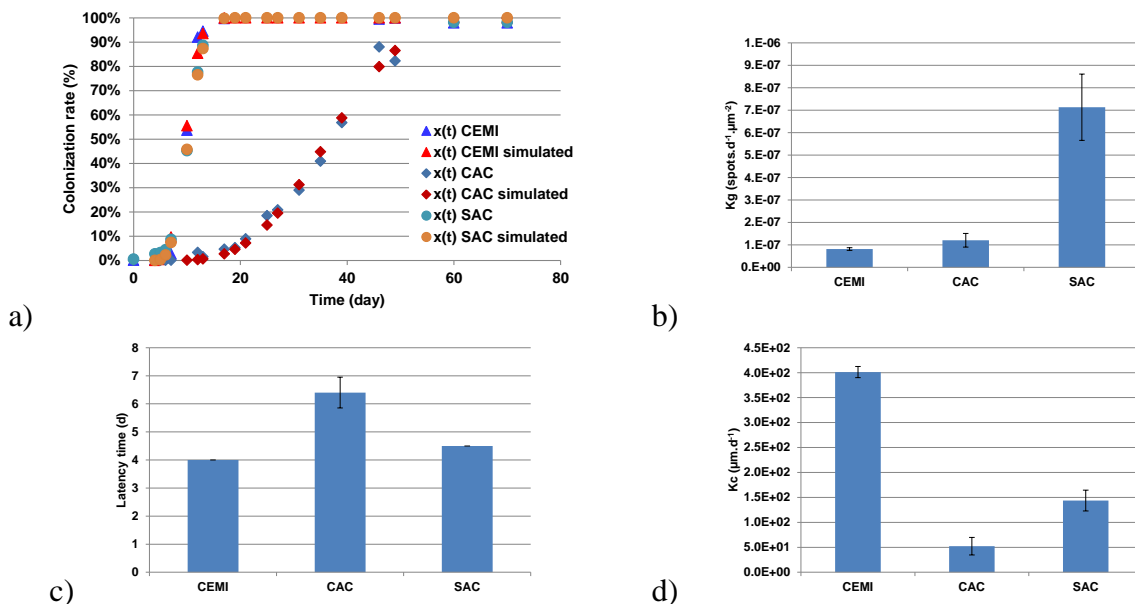 100%
90%
80%
70%
60%
50%
40%
30%
20%
10%
0%
Colonization rate (%)
x(t) CEMI
x(t) CEMI simulated
x(t) CAC
x(t) CAC simulated
x(t) SAC
x(t) SAC simulated
0 20 40 60 80
Time (day)
a)
1.E-06
9.E-07
8.E-07
7.E-07
6.E-07
5.E-07
4.E-07
3.E-07
2.E-07
1.E-07
0.E+00
Kg (spots.d⁻¹.µm⁻²)
CEMI CAC SAC
b)
8
7
6
5
4
3
2
1
0
Latency time (d)
CEMI CAC SAC
c)
4.5E+02
4.0E+02
3.5E+02
3.0E+02
2.5E+02
2.0E+02
1.5E+02
1.0E+02
5.0E+01
0.0E+00
Kc (µm.d⁻¹)
CEMI CAC SAC
d)